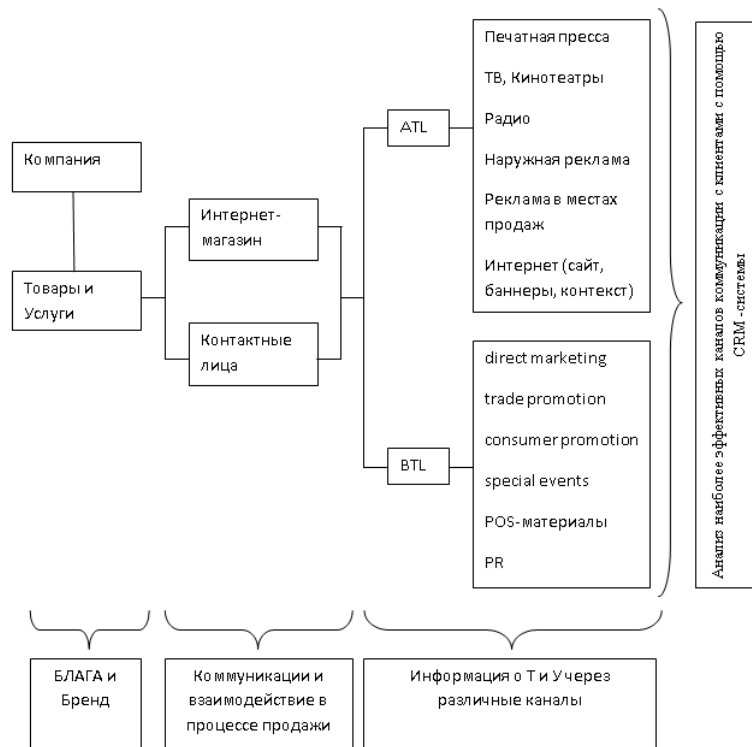 Компания
Товары и
Услуги
Интернет-
магазин
Контактные
лица
ATL
BTL
Печатная пресса
ТВ, Кинотеатры
Радио
Наружная реклама
Реклама в местах
продаж
Интернет (сайт,
баннеры, контекст)
direct marketing
trade promotion
consumer promotion
special events
POS-материалы
PR
Анализ наиболее эффективных каналов коммуникации с клиентами с помощью
CRM -системы
БЛАГА и
Бренд
Коммуникации и
взаимодействие в
процессе продажи
Информация о Т и У через
различные каналы